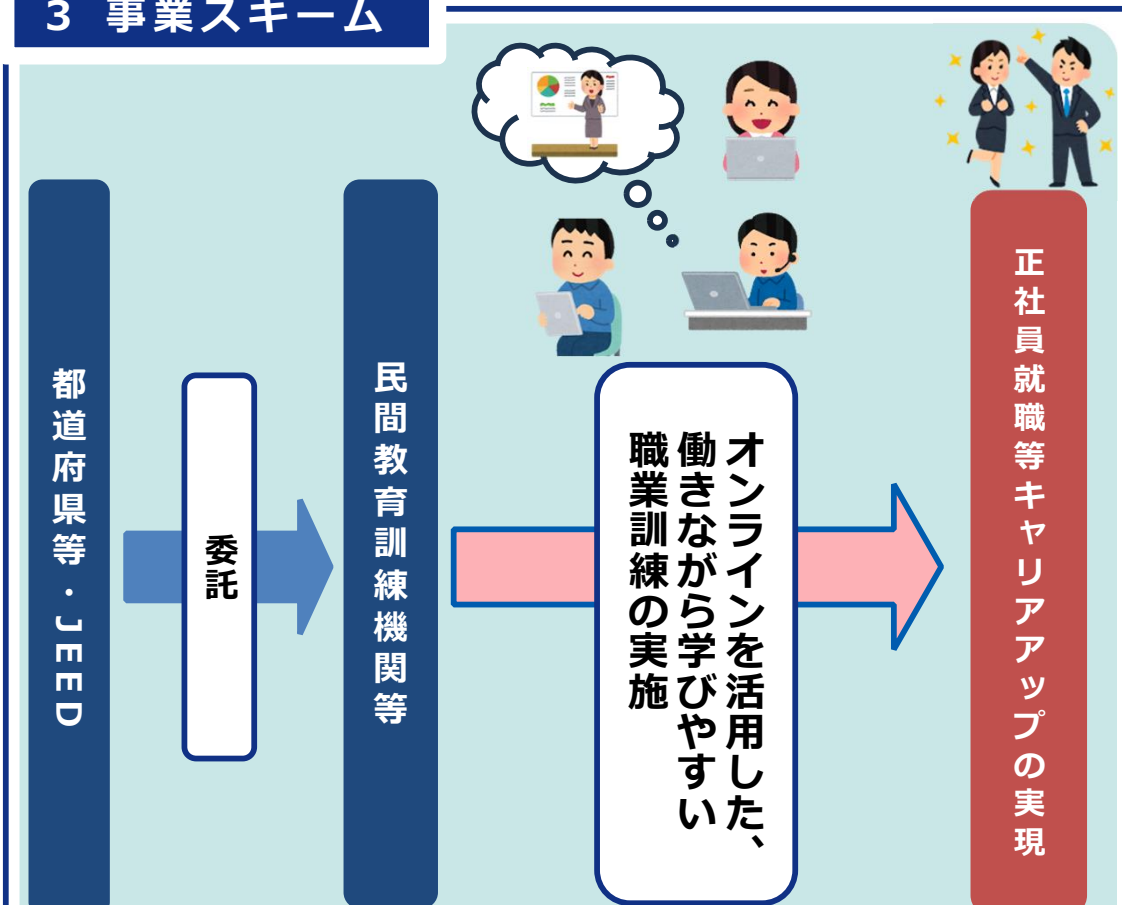 3 事業スキーム
都道府県等・JEED
委託
民間教育訓練機関等
オンラインを活用した、
働きながら学びやすい
職業訓練の実施
正社員就職等キャリアアップの実現